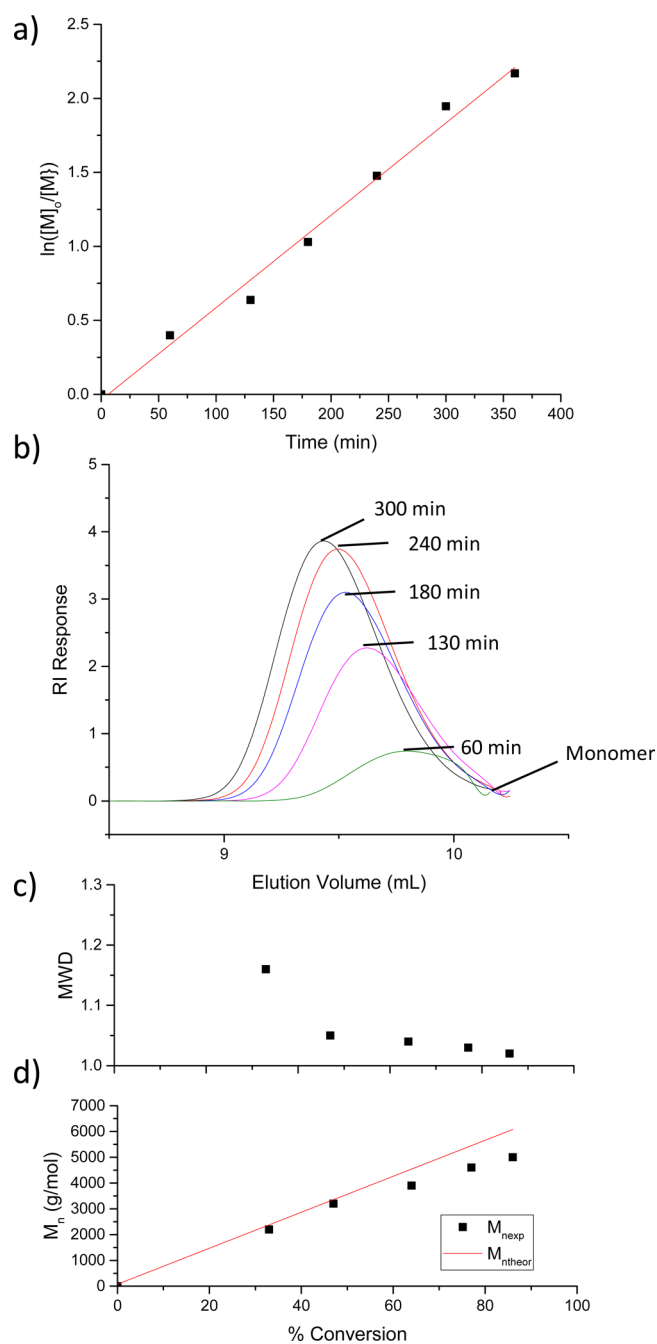 a)
2.5
2.0
1.5
1.0
0.5
0.0
ln([M]o/[M})
0 50 100 150 200 250 300 350 400
Time (min)
b)
5
4
3
2
1
0
RI Response
300 min
240 min
180 min
130 min
60 min
Monomer
9 10
Elution Volume (mL)
c)
1.3
1.2
1.1
1.0
MWD
d)
7000
6000
5000
4000
3000
2000
1000
0
Mn (g/mol)
Mnexp
Mntheor
0 20 40 60 80 100
% Conversion